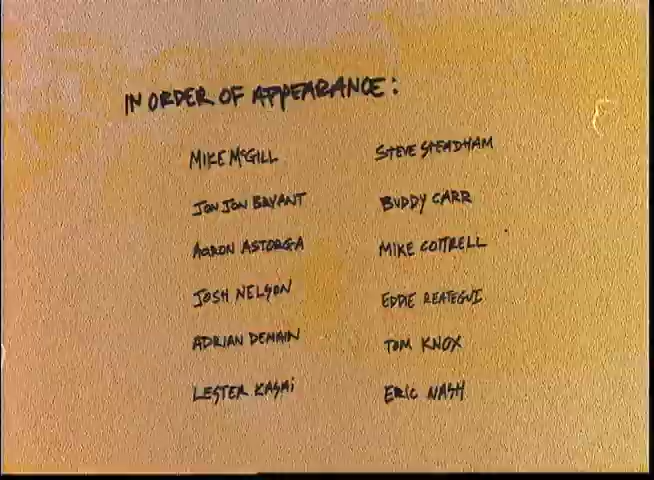 IN ORDER OF APPEARANCE:
MIKE McGILL
JON JON BRYANT
AARON ASTORGA
JOSH NELSON
ADRIAN DEMAIN
LESTER KASAI
STEVE STEADHAM
BUDDY CARR
MIKE COTTRELL
EDDIE REATEGUI
TOM KNOX
ERIC NASH